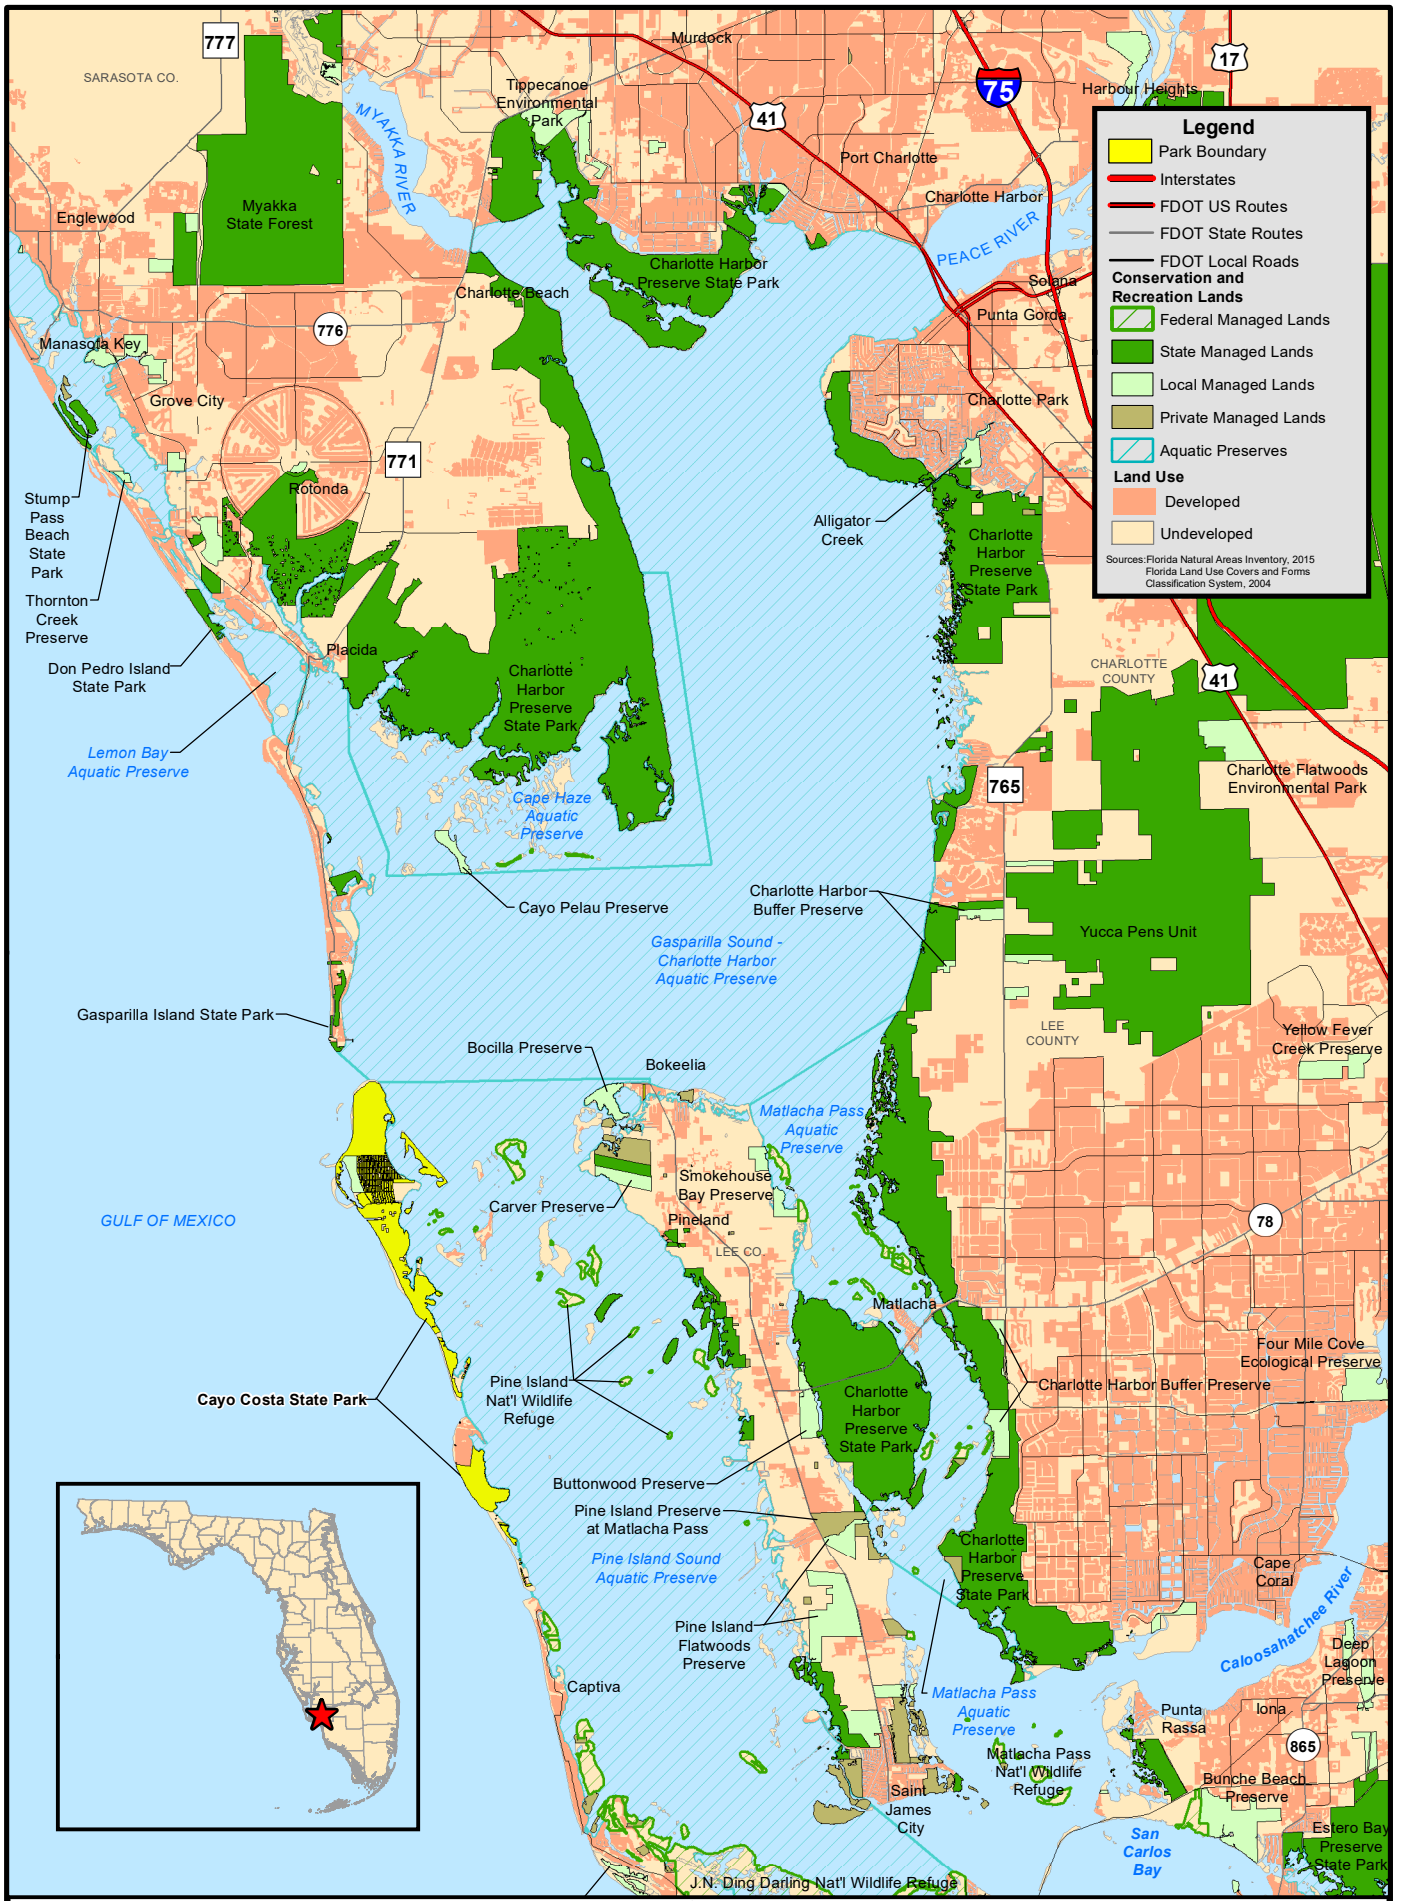 777
SARASOTA CO.
MYAKKA RIVER
Murdock
Tippecanoe
Environmental
Park
41
75
17
Harbour Heights
Port Charlotte
Charlotte Harbor
PEACE RIVER
Englewood
Myakka
State Forest
Charlotte Harbor
Preserve State Park
Charlotte Beach
Solana
Punta Gorda
776
Manasota Key
Grove City
Charlotte Park
771
Rotonda
Legend
Park Boundary
Interstates
FDOT US Routes
FDOT State Routes
FDOT Local Roads
Conservation and
Recreation Lands
Federal Managed Lands
State Managed Lands
Local Managed Lands
Private Managed Lands
Aquatic Preserves
Land Use
Developed
Undeveloped
Sources:Florida Natural Areas Inventory, 2015
Florida Land Use Covers and Forms
Classification System, 2004
Stump
Pass
Beach
State
Park
Alligator
Creek
Charlotte
Harbor
Preserve
State Park
Thornton
Creek
Preserve
Placida
Don Pedro Island
State Park
Charlotte
Harbor
Preserve
State Park
CHARLOTTE
COUNTY
41
Lemon Bay
Aquatic Preserve
Cape Haze
Aquatic
Preserve
765
Charlotte Flatwoods
Environmental Park
Cayo Pelau Preserve
Charlotte Harbor
Buffer Preserve
Yucca Pens Unit
Gasparilla Sound -
Charlotte Harbor
Aquatic Preserve
Gasparilla Island State Park
LEE
COUNTY
Yellow Fever
Creek Preserve
Bocilla Preserve
Bokeelia
Matlacha Pass
Aquatic
Preserve
Smokehouse
Bay Preserve
Carver Preserve
Pineland
LEE CO.
GULF OF MEXICO
78
Matlacha
Four Mile Cove
Ecological Preserve
Cayo Costa State Park
Pine Island
Nat'l Wildlife
Refuge
Charlotte Harbor Buffer Preserve
Charlotte
Harbor
Preserve
State Park
Buttonwood Preserve
Pine Island Preserve
at Matlacha Pass
Pine Island Sound
Aquatic Preserve
Charlotte
Harbor
Preserve
State Park
Cape
Coral
Caloosahatchee River
Pine Island
Flatwoods
Preserve
Deep
Lagoon
Preserve
Captiva
Matlacha Pass
Aquatic
Preserve
Punta
Rassa
Iona
865
Matlacha Pass
Nat'l Wildlife
Refuge
Bunche Beach
Preserve
Saint
James
City
San
Carlos
Bay
Estero Bay
Preserve
State Park
J.N. Ding Darling Nat'l Wildlife Refuge